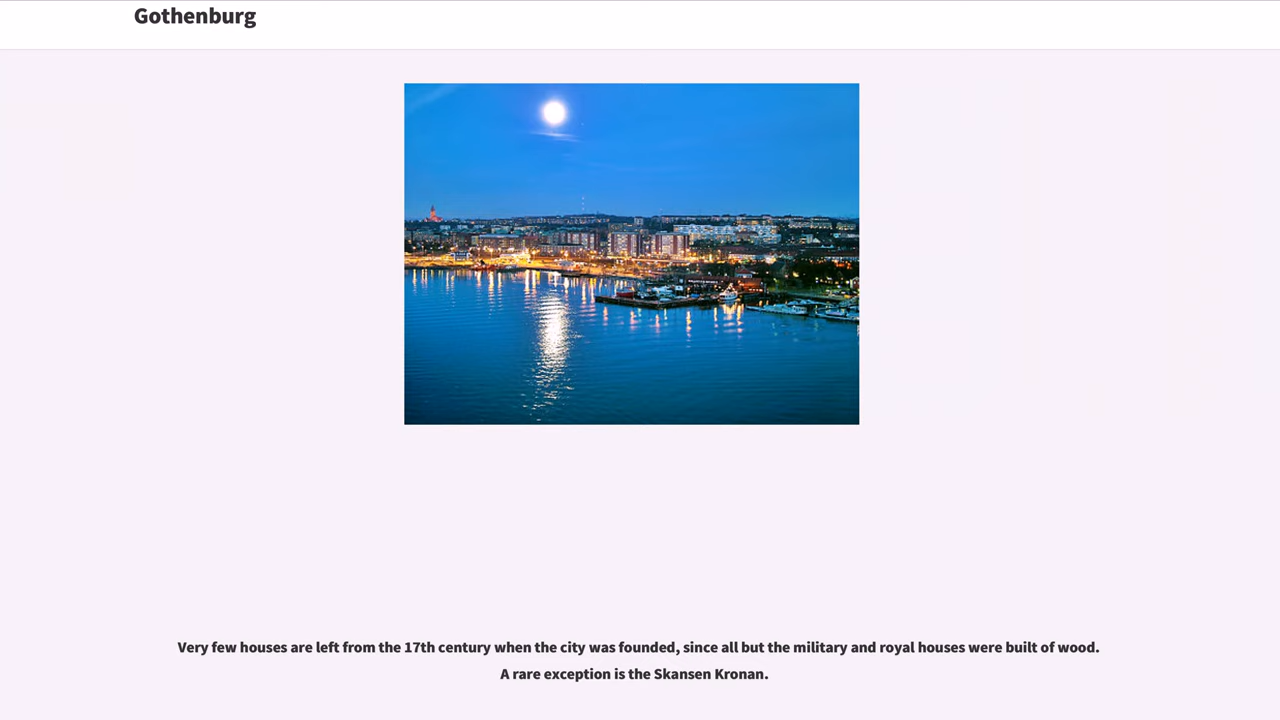 Gothenburg
Very few houses are left from the 17th century when the city was founded, since all but the military and royal houses were built of wood.
A rare exception is the Skansen Kronan.